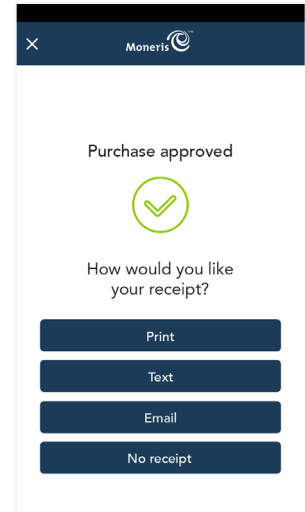 Moneris
Purchase approved
How would you like
your receipt?
Print
Text
Email
No receipt